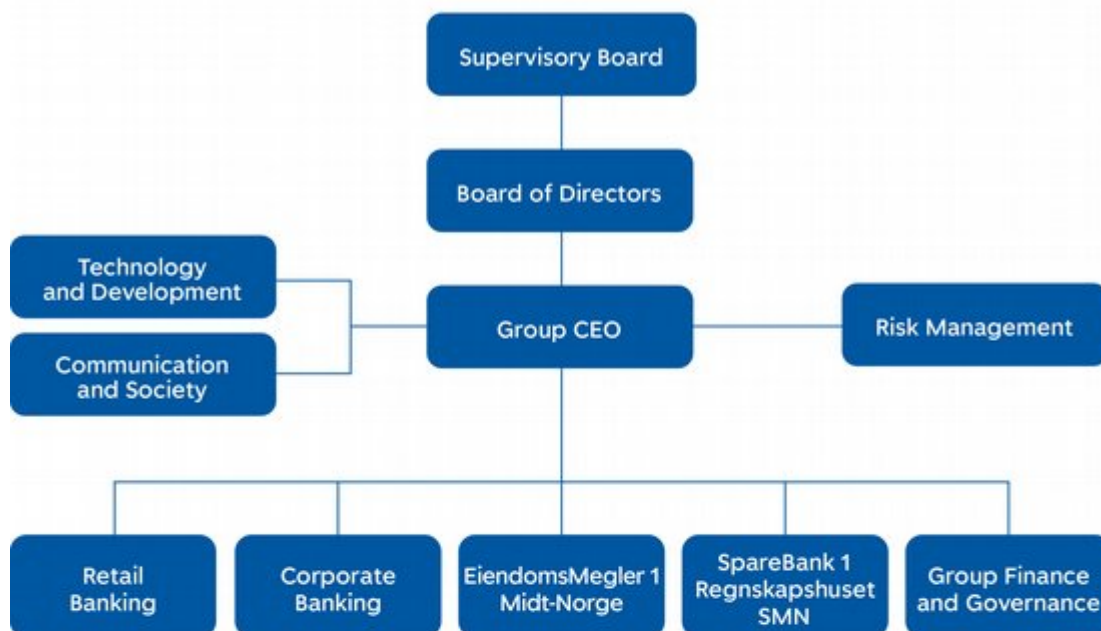 Supervisory Board
Board of Directors
Technology
and Development
Group CEO
Risk Management
Communication
and Society
Retail
Banking
Corporate
Banking
EiendomsMegler 1
Midt-Norge
SpareBank 1
Regnskapshuset
SMN
Group Finance
and Governance